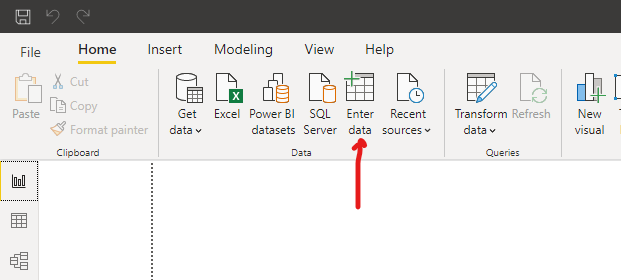 File Home Insert Modeling View Help
Paste
Cut
Copy
Format painter
Clipboard
Get data
Excel
Power BI datasets
SQL Server
Enter data
Recent sources
Data
Transform data
Refresh
Queries
New visual